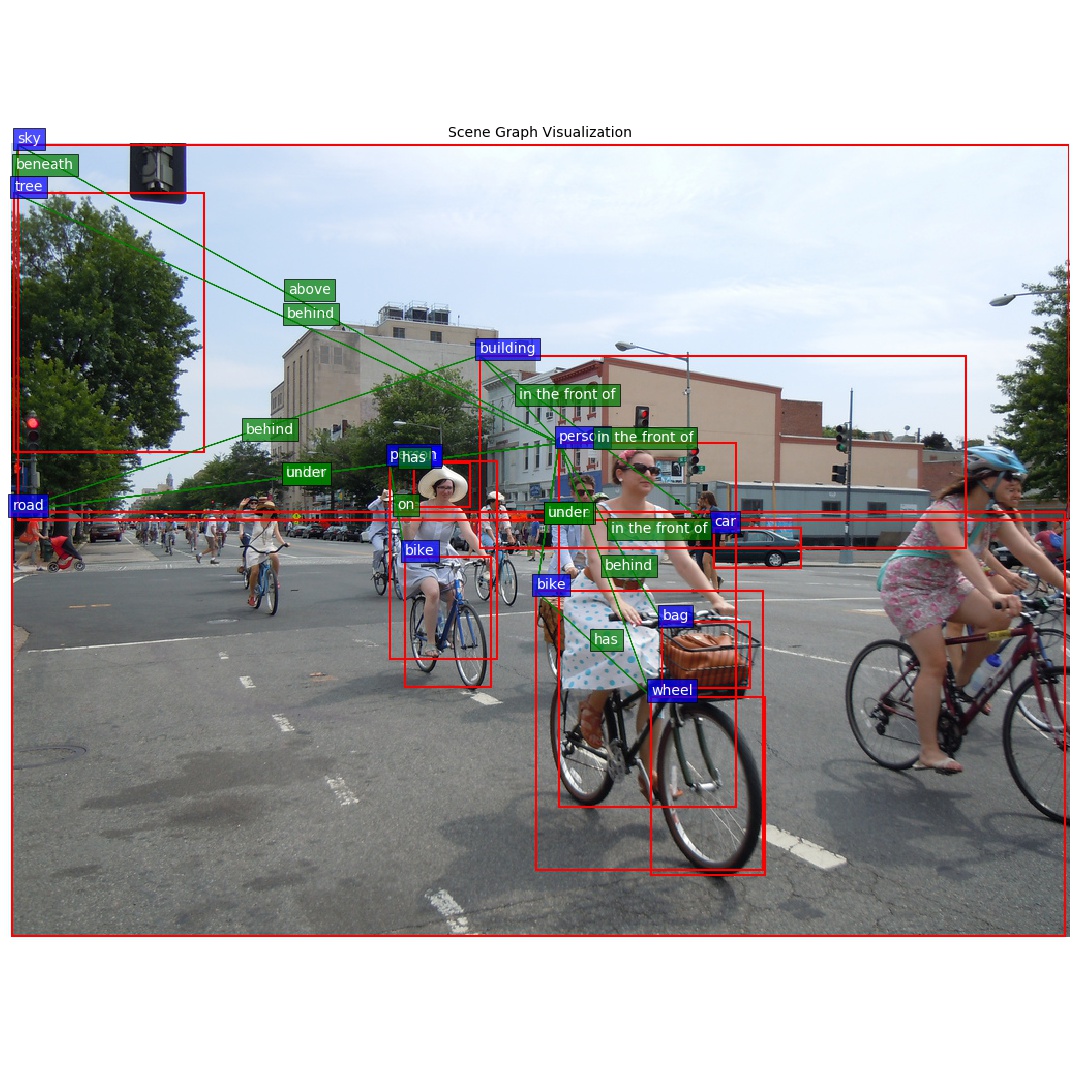 Scene Graph Visualization
sky
beneath
tree
above
behind
building
in the front of
behind
in the front of
has
under
on
road
under
car
in the front of
bike
behind
bike
bag
has
wheel